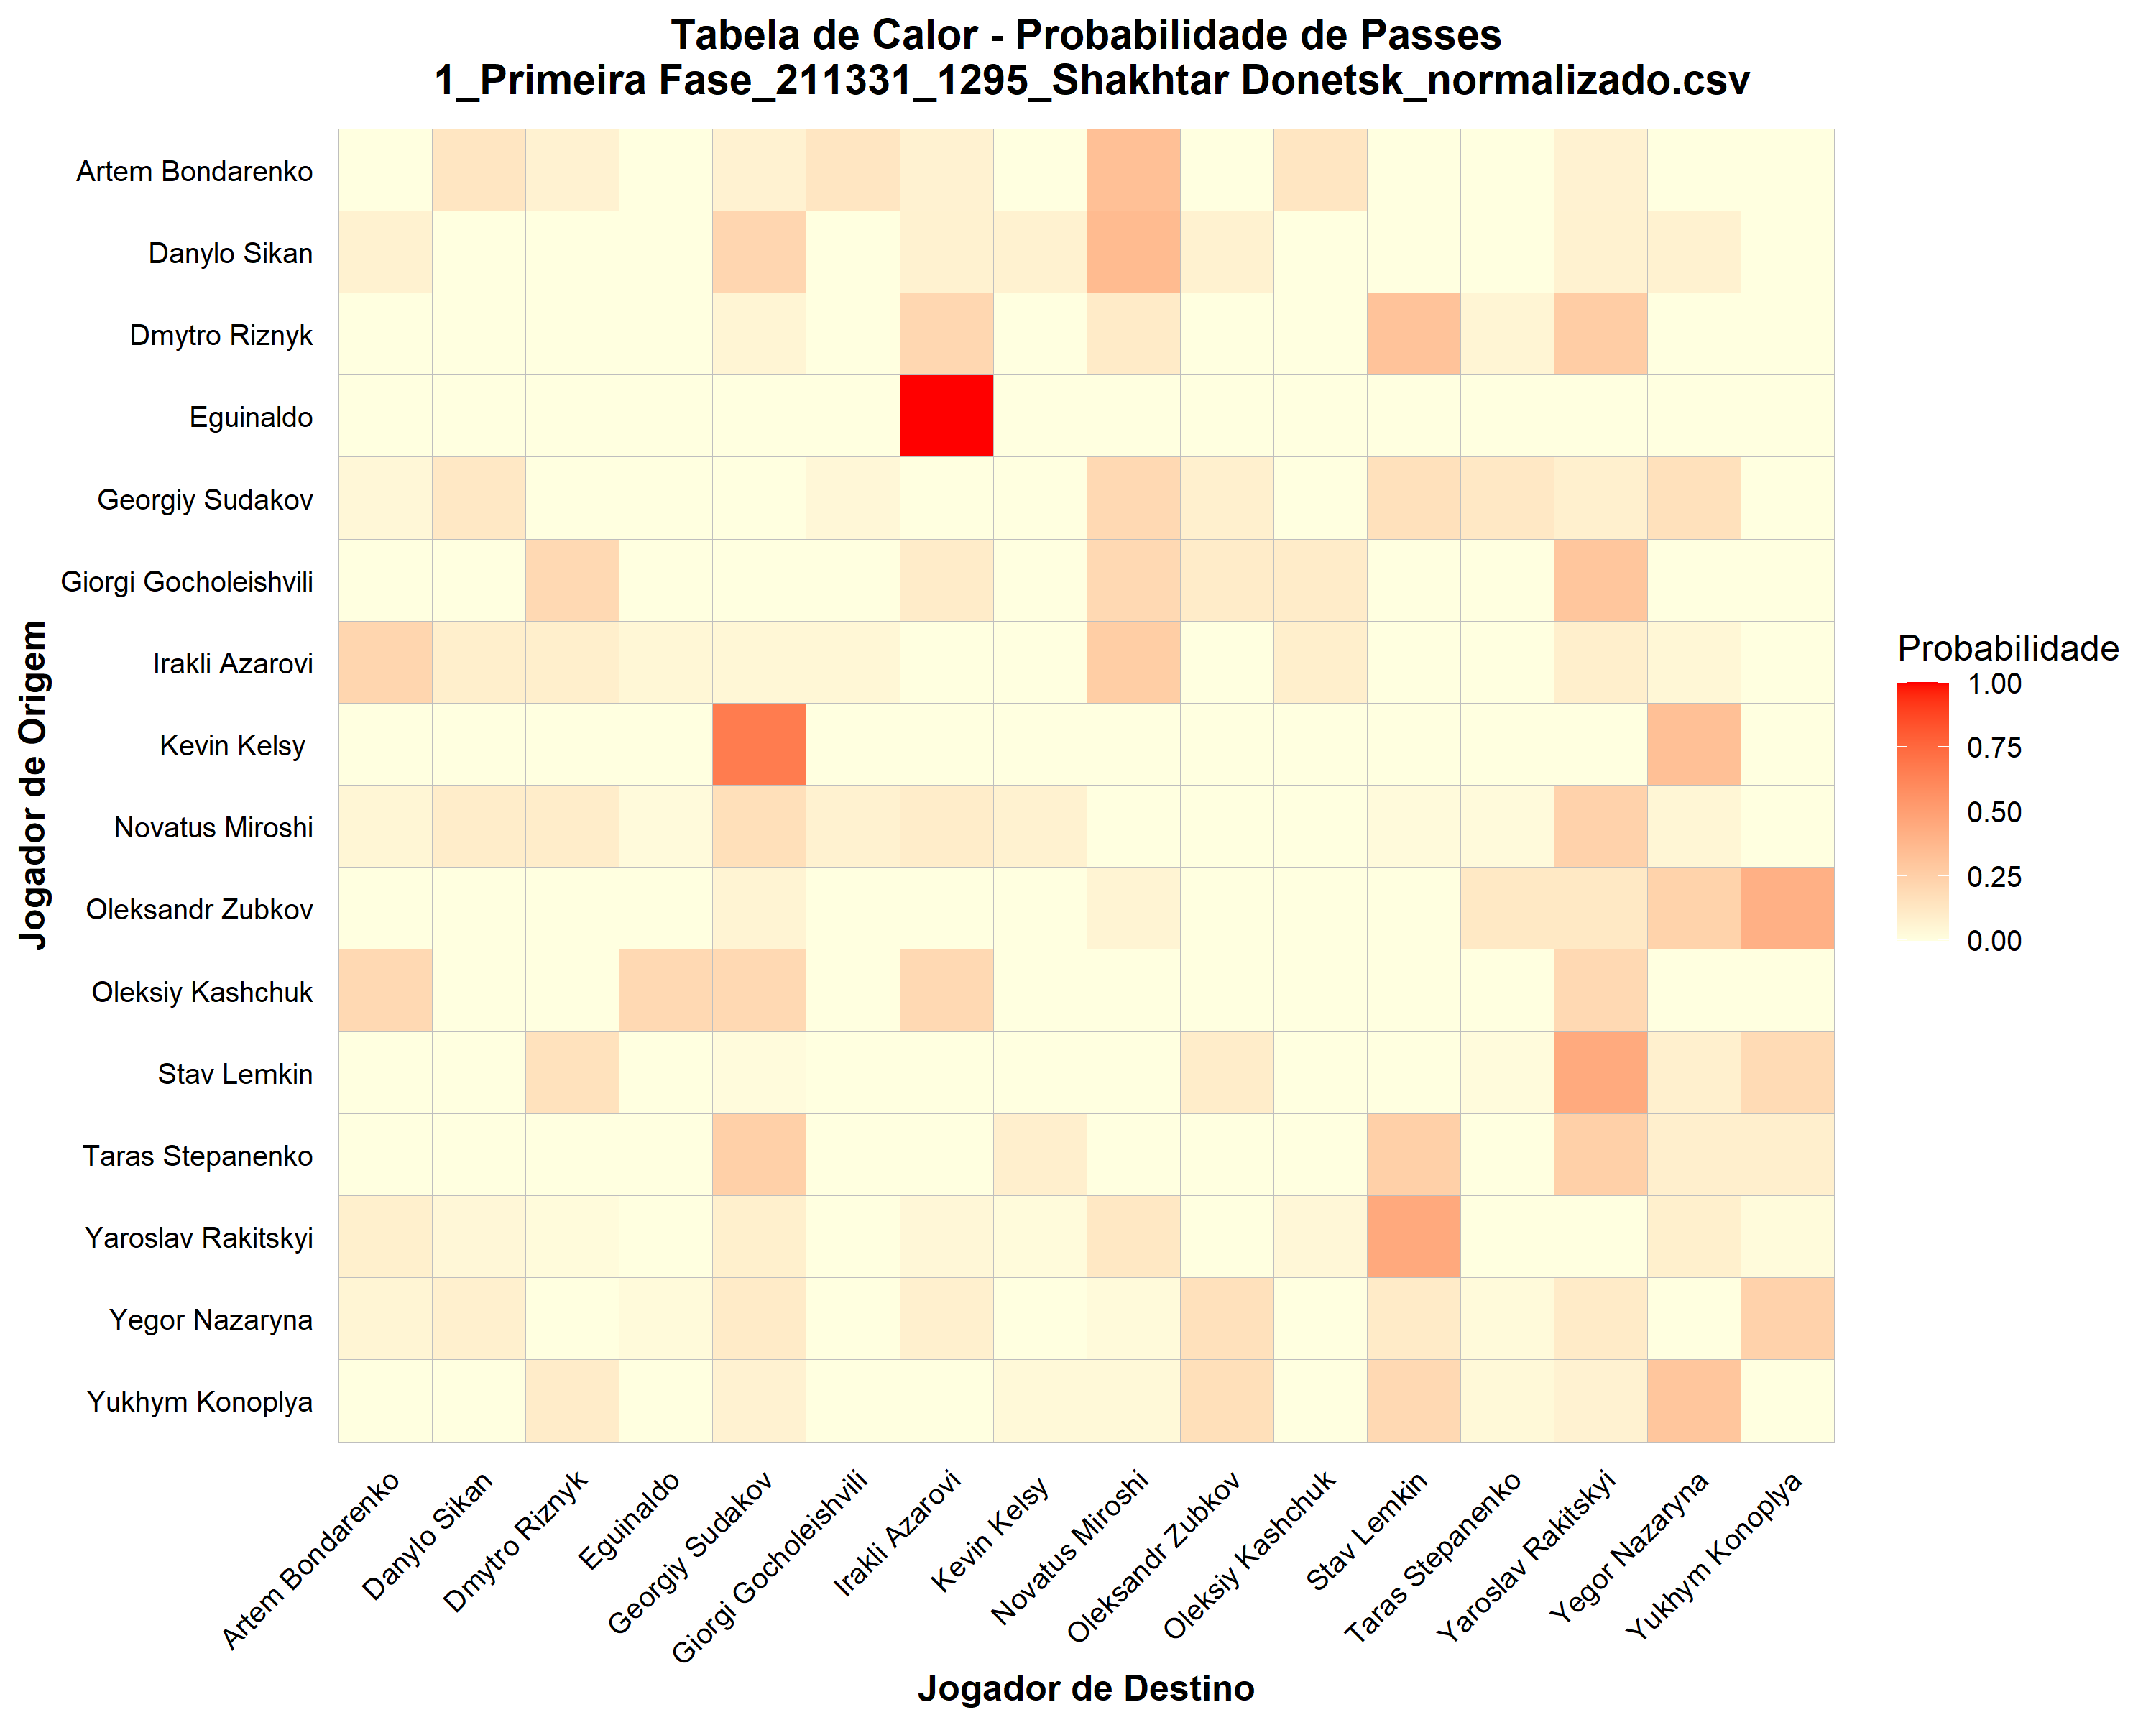 Tabela de Calor - Probabilidade de Passes
1_Primeira Fase_211331_1295_Shakhtar Donetsk_normalizado.csv
Jogador de Origem
Artem Bondarenko
Danylo Sikan
Dmytro Riznyk
Eguinaldo
Georgiy Sudakov
Giorgi Gocholeishvili
Irakli Azarovi
Kevin Kelsy
Novatus Miroshi
Oleksandr Zubkov
Oleksiy Kashchuk
Stav Lemkin
Taras Stepanenko
Yaroslav Rakitskyi
Yegor Nazaryna
Yukhym Konoplya
Artem Bondarenko
Danylo Sikan
Dmytro Riznyk
Eguinaldo
Georgiy Sudakov
Giorgi Gocholeishvili
Irakli Azarovi
Kevin Kelsy
Novatus Miroshi
Oleksandr Zubkov
Oleksiy Kashchuk
Stav Lemkin
Taras Stepanenko
Yaroslav Rakitskyi
Yegor Nazaryna
Yukhym Konoplya
Jogador de Destino
Probabilidade
1.00
0.75
0.50
0.25
0.00